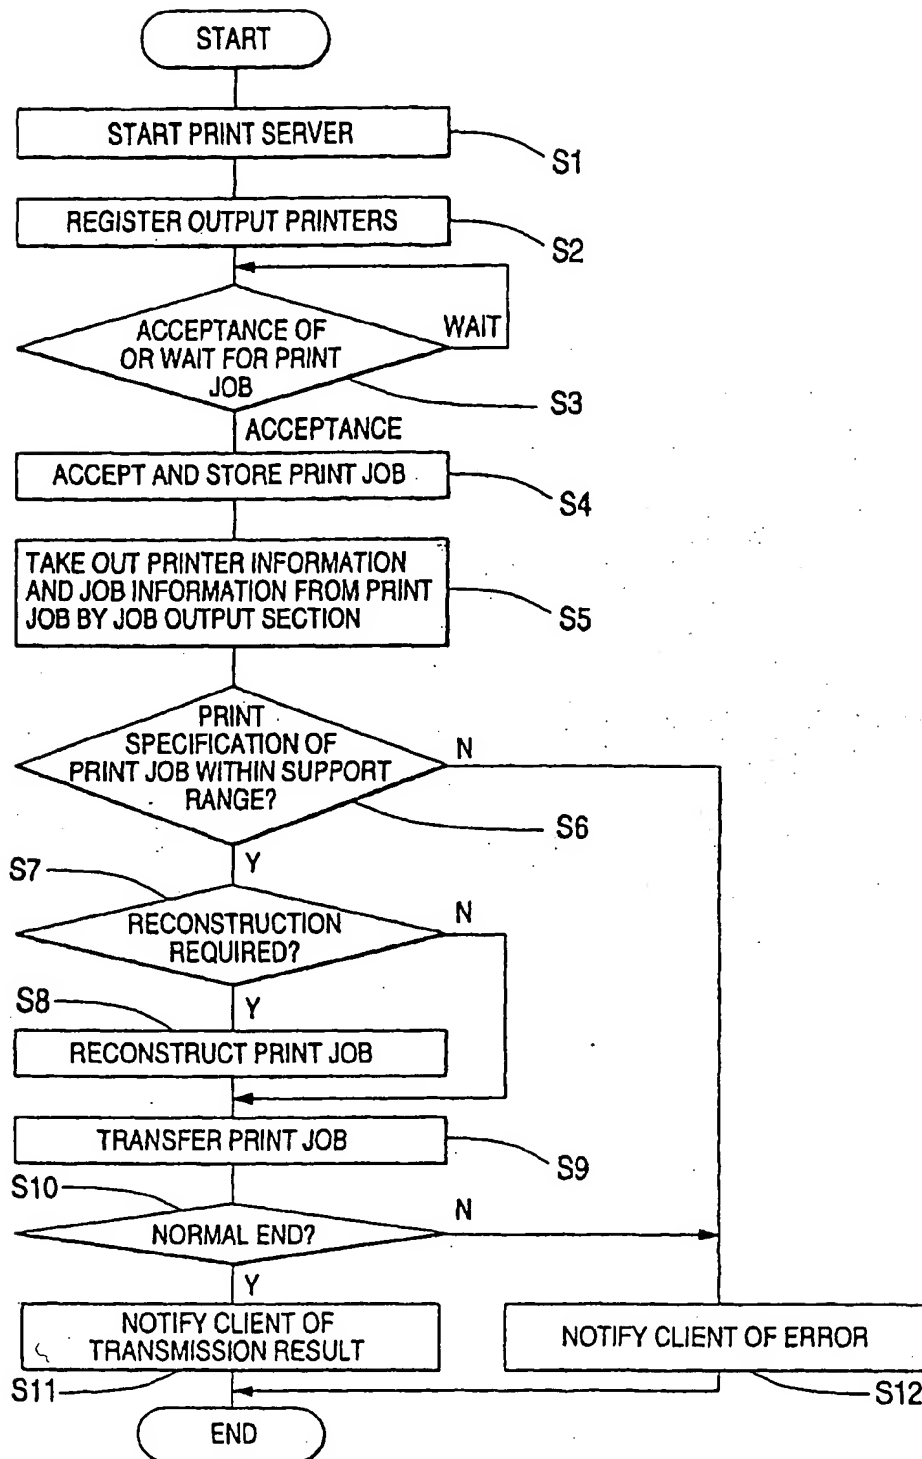 START
START PRINT SERVER
S1
REGISTER OUTPUT PRINTERS
S2
ACCEPTANCE OF
OR WAIT FOR PRINT
JOB
WAIT
S3
ACCEPTANCE
ACCEPT AND STORE PRINT JOB
S4
TAKE OUT PRINTER INFORMATION
AND JOB INFORMATION FROM PRINT
JOB BY JOB OUTPUT SECTION
S5
PRINT
SPECIFICATION OF
PRINT JOB WITHIN SUPPORT
RANGE?
N
S6
Y
S7
RECONSTRUCTION
REQUIRED?
N
S8
Y
RECONSTRUCT PRINT JOB
TRANSFER PRINT JOB
S9
S10
NORMAL END?
N
Y
NOTIFY CLIENT OF
TRANSMISSION RESULT
S11
NOTIFY CLIENT OF ERROR
S12
END